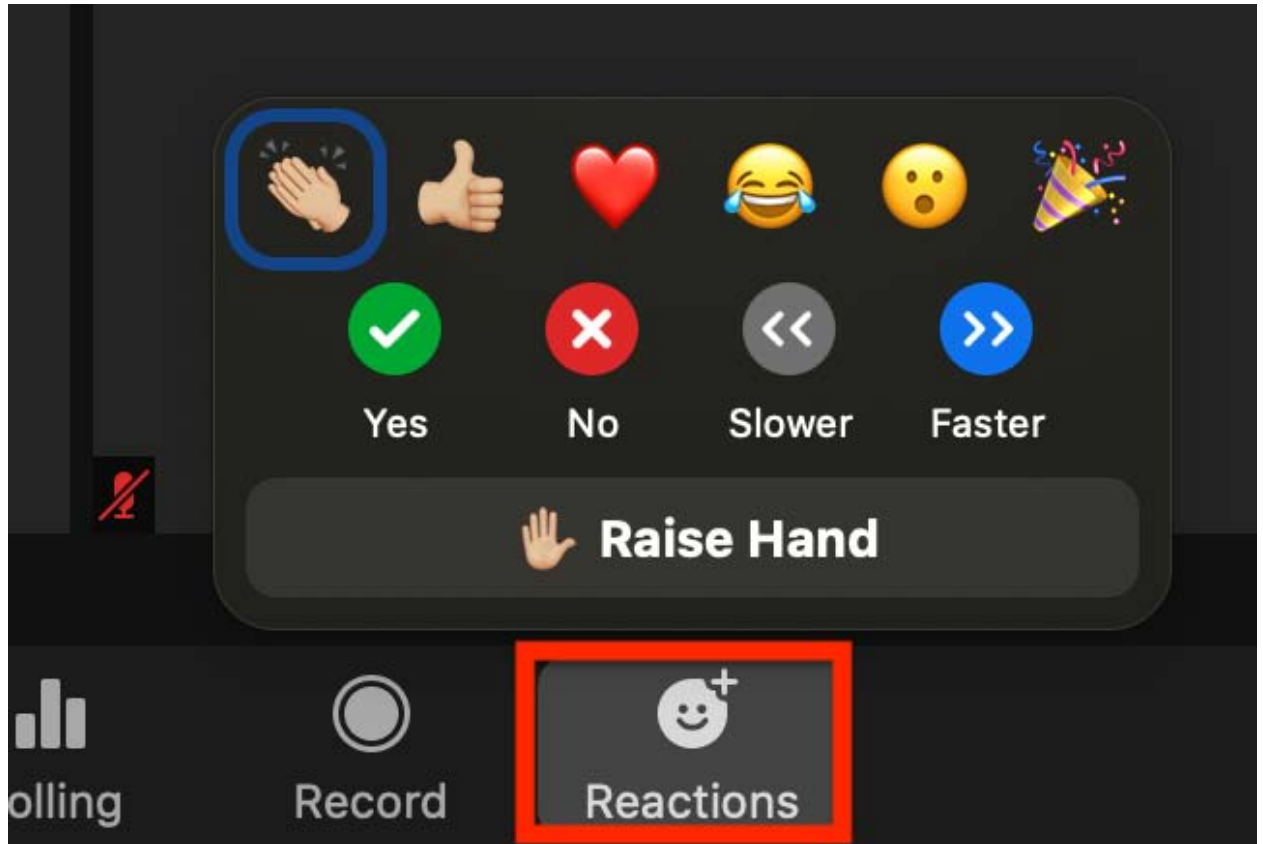 Yes No Slower Faster
Raise Hand
olling Record Reactions